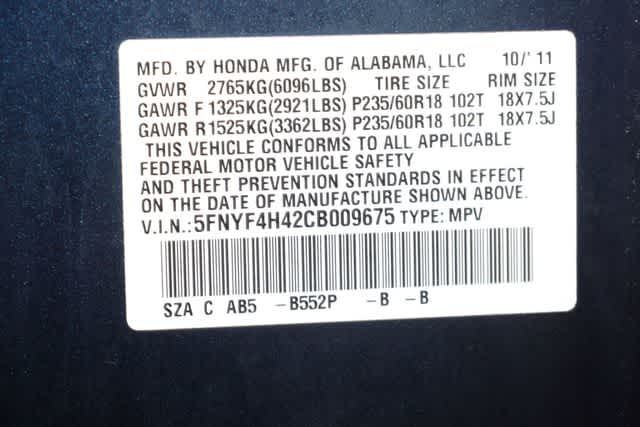 MFD. BY HONDA MFG. OF ALABAMA, LLC 10/' 11
GVWR 2765KG(6096LBS) TIRE SIZE RIM SIZE
GAWR F 1325KG(2921LBS) P235/60R18 102T 18X7.5J
GAWR R1525KG(3362LBS) P235/60R18 102T 18X7.5J
THIS VEHICLE CONFORMS TO ALL APPLICABLE
FEDERAL MOTOR VEHICLE SAFETY
AND THEFT PREVENTION STANDARDS IN EFFECT
ON THE DATE OF MANUFACTURE SHOWN ABOVE.
V.I.N.:5FNYF4H42CB009675 TYPE: MPV
SZA C AB5 -B552P -B -B